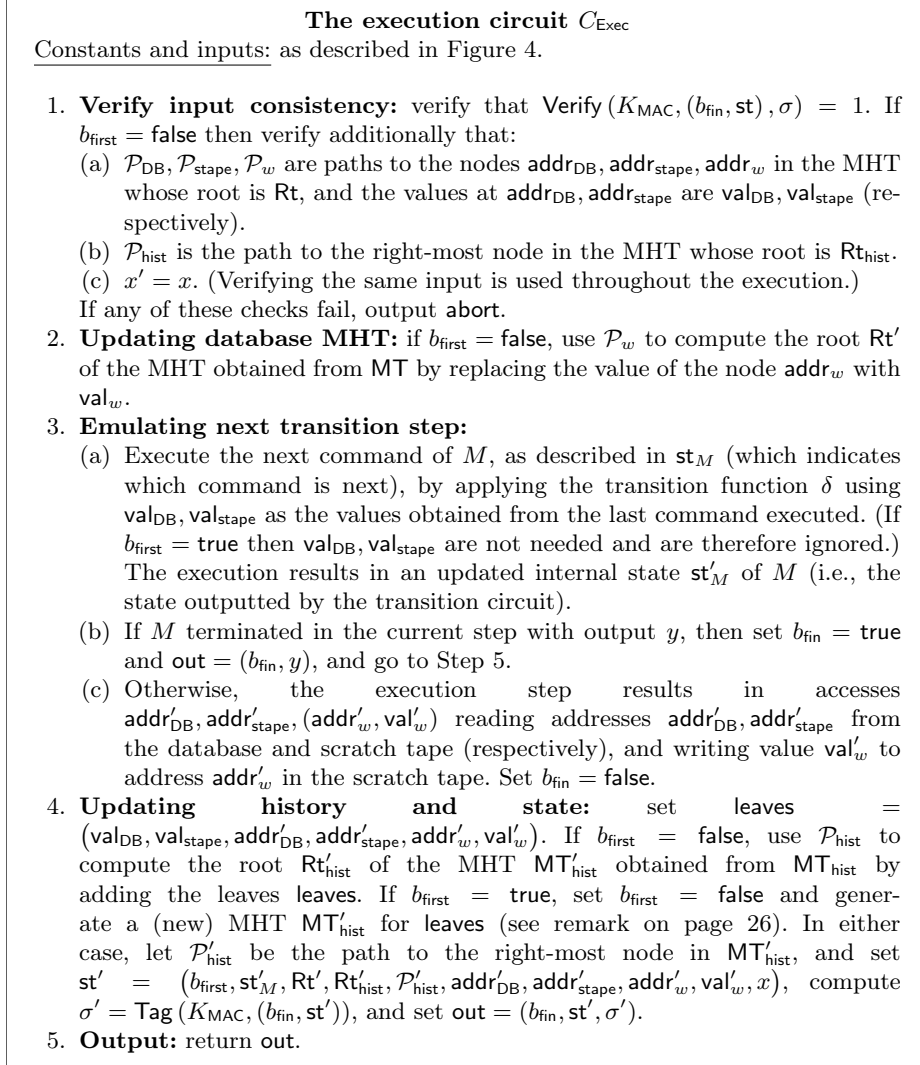 The execution circuit C_Exec
Constants and inputs: as described in Figure 4.
1. Verify input consistency: verify that Verify (K_MAC, (b_fin, st) , σ) = 1. If
b_first = false then verify additionally that:
(a) P_DB, P_stape, P_w are paths to the nodes addr_DB, addr_stape, addr_w in the MHT
whose root is Rt, and the values at addr_DB, addr_stape are val_DB, val_stape (re-
spectively).
(b) P_hist is the path to the right-most node in the MHT whose root is Rt_hist.
(c) x′ = x. (Verifying the same input is used throughout the execution.)
If any of these checks fail, output abort.
2. Updating database MHT: if b_first = false, use P_w to compute the root Rt′
of the MHT obtained from MT by replacing the value of the node addr_w with
val_w.
3. Emulating next transition step:
(a) Execute the next command of M, as described in st_M (which indicates
which command is next), by applying the transition function δ using
val_DB, val_stape as the values obtained from the last command executed. (If
b_first = true then val_DB, val_stape are not needed and are therefore ignored.)
The execution results in an updated internal state st′_M of M (i.e., the
state outputted by the transition circuit).
(b) If M terminated in the current step with output y, then set b_fin = true
and out = (b_fin, y), and go to Step 5.
(c) Otherwise, the execution step results in accesses
addr′_DB, addr′_stape, (addr′_w, val′_w) reading addresses addr′_DB, addr′_stape from
the database and scratch tape (respectively), and writing value val′_w to
address addr′_w in the scratch tape. Set b_fin = false.
4. Updating history and state: set leaves =
(val_DB, val_stape, addr′_DB, addr′_stape, addr′_w, val′_w). If b_first = false, use P_hist to
compute the root Rt′_hist of the MHT MT′_hist obtained from MT_hist by
adding the leaves leaves. If b_first = true, set b_first = false and gener-
ate a (new) MHT MT′_hist for leaves (see remark on page 26). In either
case, let P′_hist be the path to the right-most node in MT′_hist, and set
st′ = (b_first, st′_M, Rt′, Rt′_hist, P′_hist, addr′_DB, addr′_stape, addr′_w, val′_w, x), compute
σ′ = Tag (K_MAC, (b_fin, st′)), and set out = (b_fin, st′, σ′).
5. Output: return out.